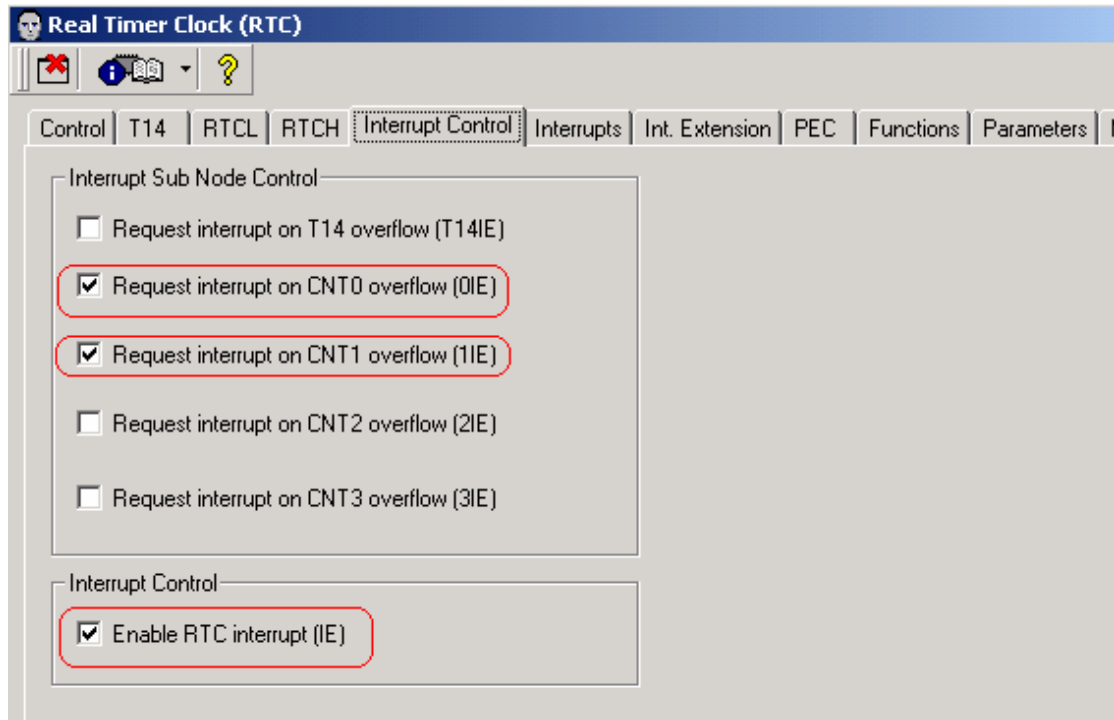 Real Timer Clock (RTC)
Control T14 RTCL RTCH Interrupt Control Interrupts Int. Extension PEC Functions Parameters
Interrupt Sub Node Control
Request interrupt on T14 overflow (T14IE)
Request interrupt on CNT0 overflow (0IE)
Request interrupt on CNT1 overflow (1IE)
Request interrupt on CNT2 overflow (2IE)
Request interrupt on CNT3 overflow (3IE)
Interrupt Control
Enable RTC interrupt (IE)